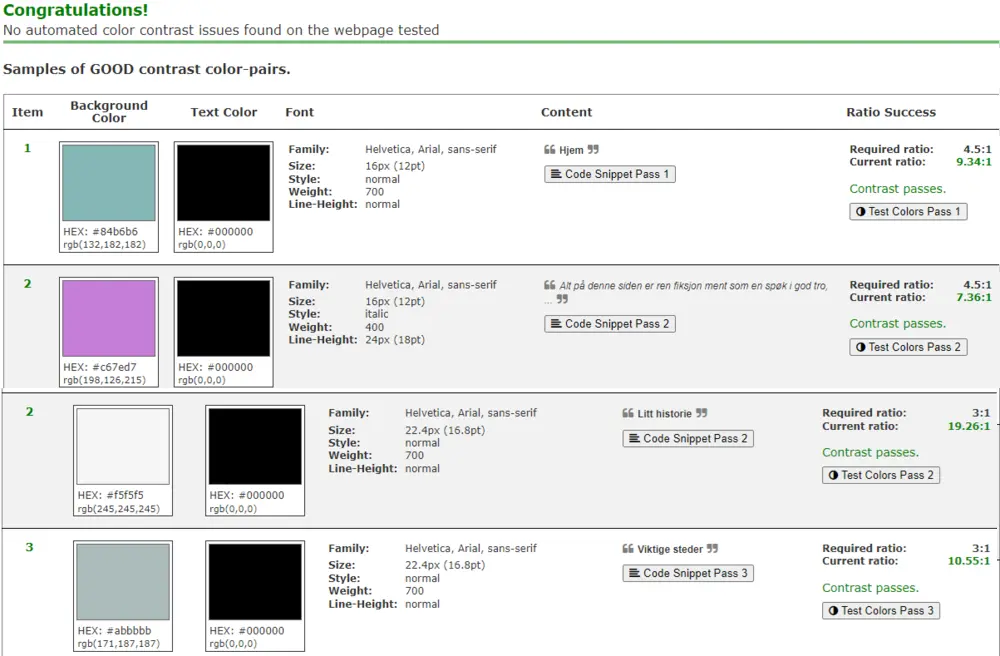 Congratulations!
No automated color contrast issues found on the webpage tested
Samples of GOOD contrast color-pairs.
Item Background Color Text Color Font Content Ratio Success
1
HEX: #84b6b6
rgb(132,182,182)
HEX: #000000
rgb(0,0,0)
Family: Helvetica, Arial, sans-serif
Size: 16px (12pt)
Style: normal
Weight: 700
Line-Height: normal
❝ Hjem ❞
Code Snippet Pass 1
Required ratio: 4.5:1
Current ratio: 9.34:1
Contrast passes.
Test Colors Pass 1
2
HEX: #c67ed7
rgb(198,126,215)
HEX: #000000
rgb(0,0,0)
Family: Helvetica, Arial, sans-serif
Size: 16px (12pt)
Style: italic
Weight: 400
Line-Height: 24px (18pt)
❝ Alt på denne siden er ren fiksjon ment som en spøk i god tro,
... ❞
Code Snippet Pass 2
Required ratio: 4.5:1
Current ratio: 7.36:1
Contrast passes.
Test Colors Pass 2
2
HEX: #f5f5f5
rgb(245,245,245)
HEX: #000000
rgb(0,0,0)
Family: Helvetica, Arial, sans-serif
Size: 22.4px (16.8pt)
Style: normal
Weight: 700
Line-Height: normal
❝ Litt historie ❞
Code Snippet Pass 2
Required ratio: 3:1
Current ratio: 19.26:1
Contrast passes.
Test Colors Pass 2
3
HEX: #abbbbb
rgb(171,187,187)
HEX: #000000
rgb(0,0,0)
Family: Helvetica, Arial, sans-serif
Size: 22.4px (16.8pt)
Style: normal
Weight: 700
Line-Height: normal
❝ Viktige steder ❞
Code Snippet Pass 3
Required ratio: 3:1
Current ratio: 10.55:1
Contrast passes.
Test Colors Pass 3